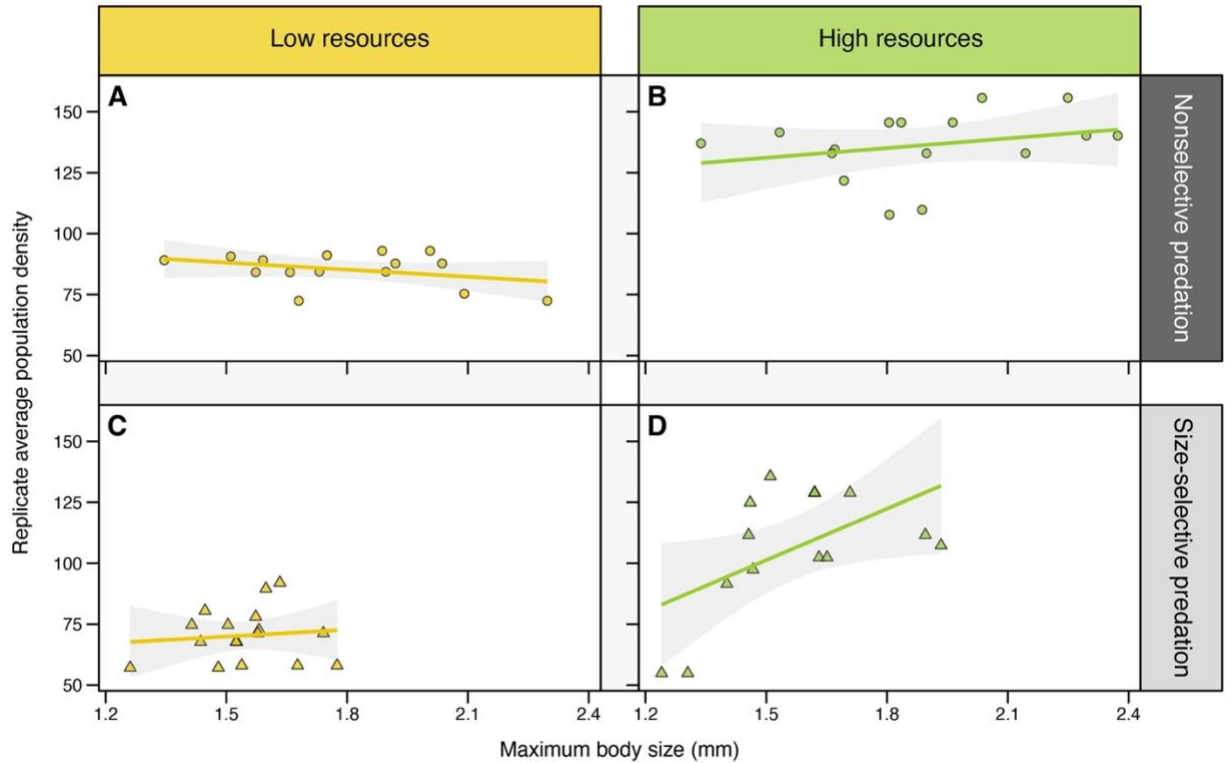 Low resources
High resources
A
B
150
125
100
75
50
Nonselective predation
Replicate average population density
C
D
150
125
100
75
50
Size-selective predation
1.2 1.5 1.8 2.1 2.4
1.2 1.5 1.8 2.1 2.4
Maximum body size (mm)